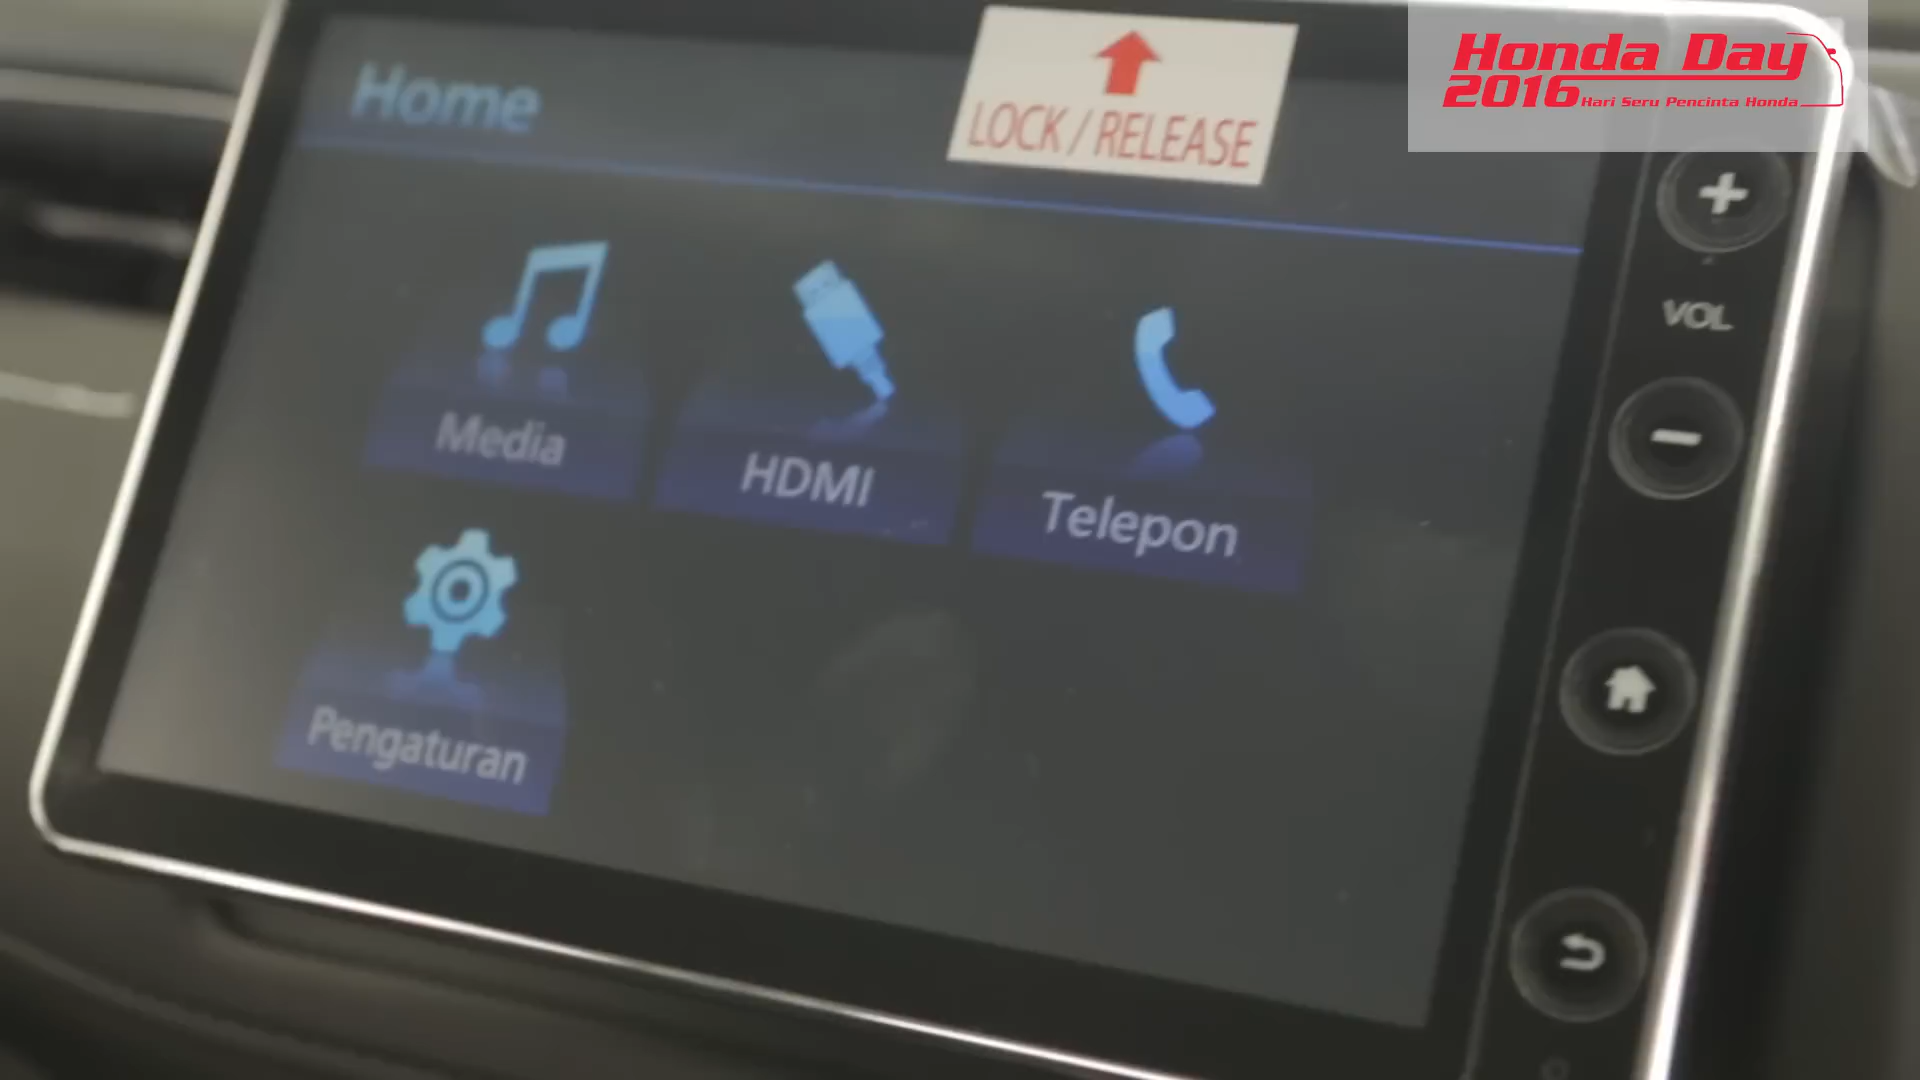 Honda Day
2016 Hari Seru Pencinta Honda
LOCK / RELEASE
Home
VOL
Media
HDMI
Telepon
Pengaturan